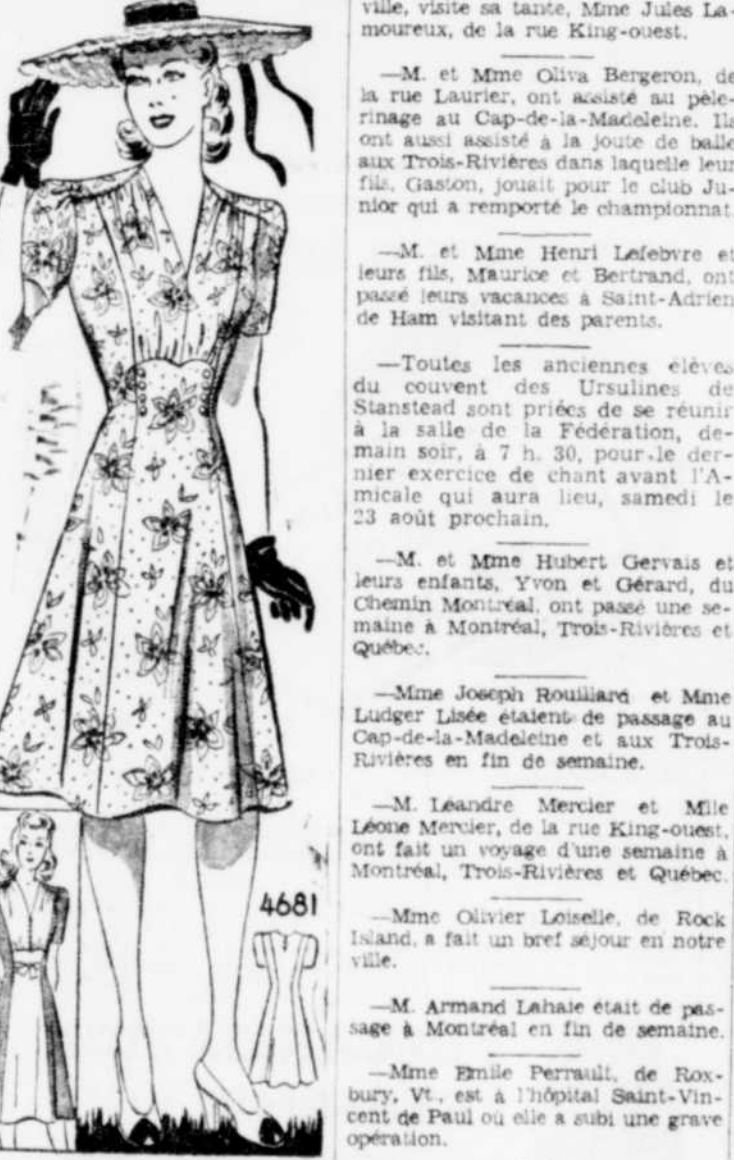 ville, visite sa tante, Mme Jules La-
moureux, de la rue King-ouest.
—M. et Mme Oliva Bergeron, de
la rue Laurier, ont assisté au pèle-
rinage au Cap-de-la-Madeleine. Ils
ont aussi assisté à la joute de balle
aux Trois-Rivières dans laquelle leur
fils, Gaston, jouait pour le club Ju-
nior qui a remporté le championnat.
—M. et Mme Henri Lefebvre et
leurs fils, Maurice et Bertrand, ont
passé leurs vacances à Saint-Adrien
de Ham visitant des parents.
—Toutes les anciennes élèves
du couvent des Ursulines de
Stanstead sont priées de se réunir
à la salle de la Fédération, de-
main soir, à 7 h. 30, pour le der-
nier exercice de chant avant l'A-
micale qui aura lieu, samedi le
23 août prochain.
—M. et Mme Hubert Gervais et
leurs enfants, Yvon et Gérard, du
Chemin Montréal, ont passé une se-
maine à Montréal, Trois-Rivières et
Québec.
—Mme Joseph Rouillard et Mme
Ludger Lisée étaient de passage au
Cap-de-la-Madeleine et aux Trois-
Rivières en fin de semaine.
—M. Léandre Mercier et Mlle
Léone Mercier, de la rue King-ouest,
ont fait un voyage d'une semaine à
Montréal, Trois-Rivières et Québec.
—Mme Olivier Loiselle, de Rock
Island, a fait un bref séjour en notre
ville.
—M. Armand Lahaie était de pas-
sage à Montréal en fin de semaine.
—Mme Emile Perrault, de Rox-
bury, Vt., est à l'hôpital Saint-Vin-
cent de Paul où elle a subi une grave
opération.
4681